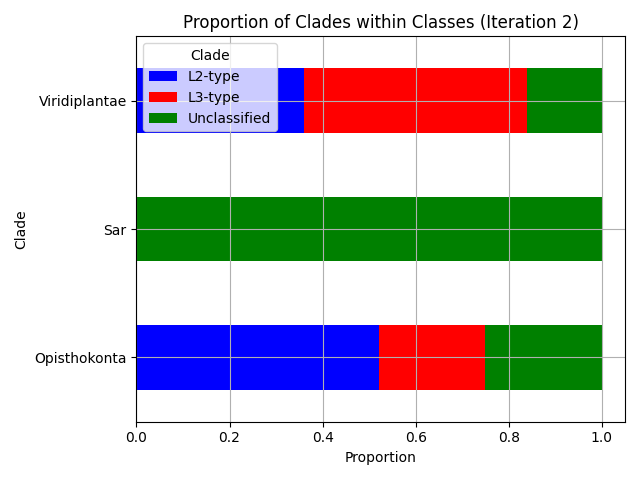 Proportion of Clades within Classes (Iteration 2)
Clade
L2-type
L3-type
Unclassified
Viridiplantae
Sar
Opisthokonta
Clade
0.0 0.2 0.4 0.6 0.8 1.0
Proportion